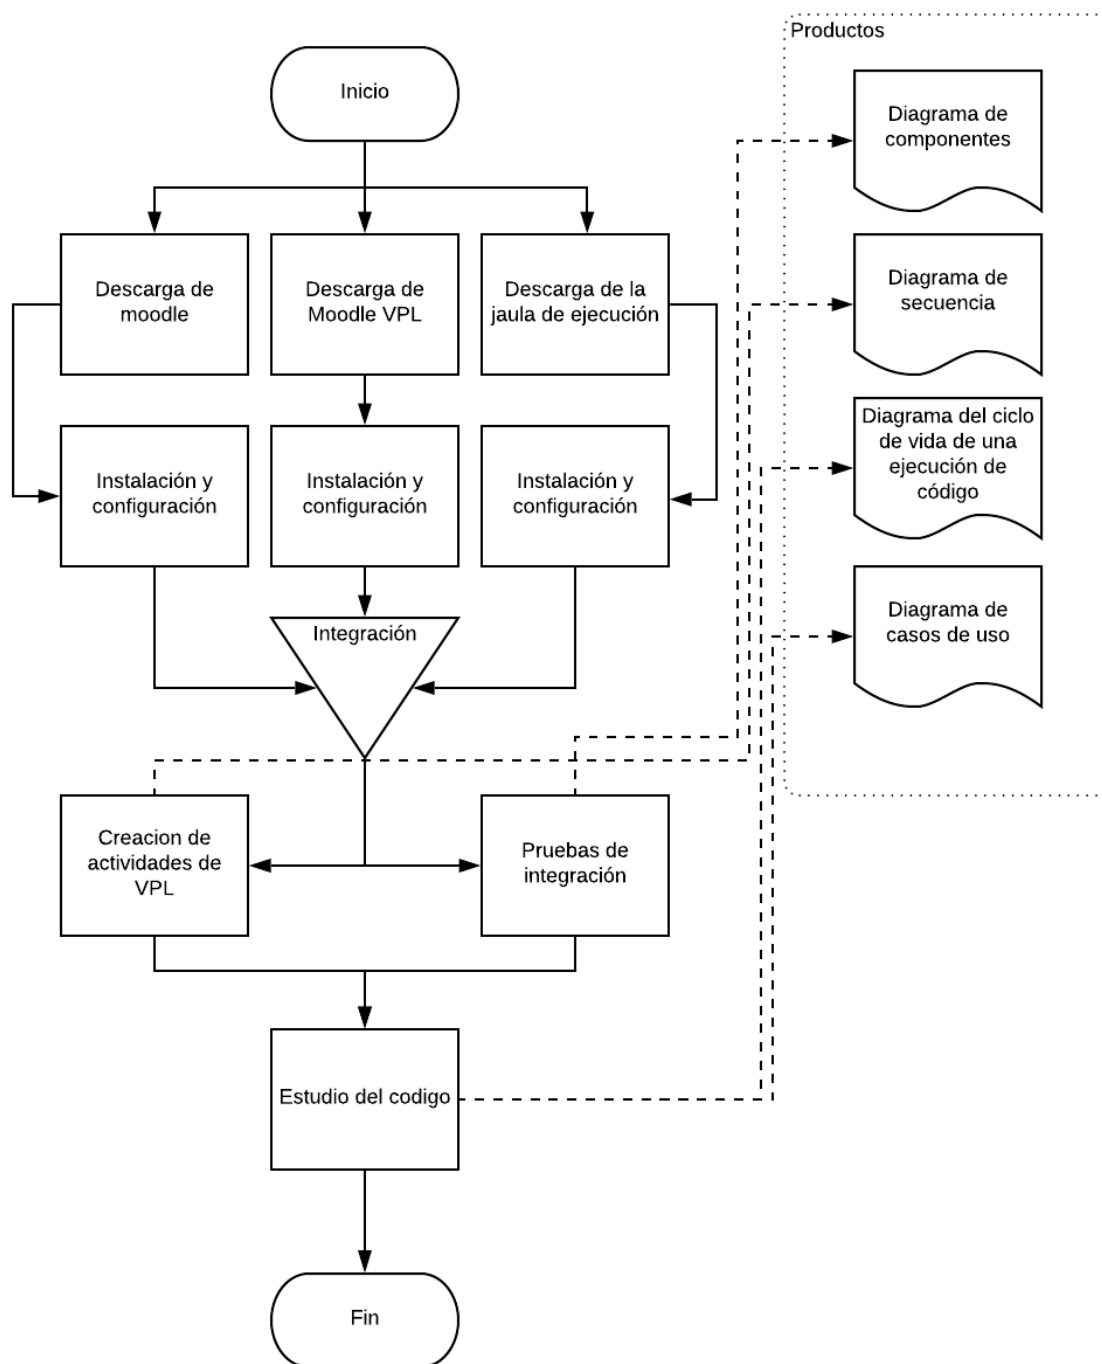 Productos
Inicio
Diagrama de
componentes
Descarga de
moodle
Descarga de
Moodle VPL
Descarga de la
jaula de ejecución
Diagrama de
secuencia
Instalación y
configuración
Instalación y
configuración
Instalación y
configuración
Diagrama del ciclo
de vida de una
ejecución de
código
Integración
Diagrama de
casos de uso
Creacion de
actividades de
VPL
Pruebas de
integración
Estudio del codigo
Fin